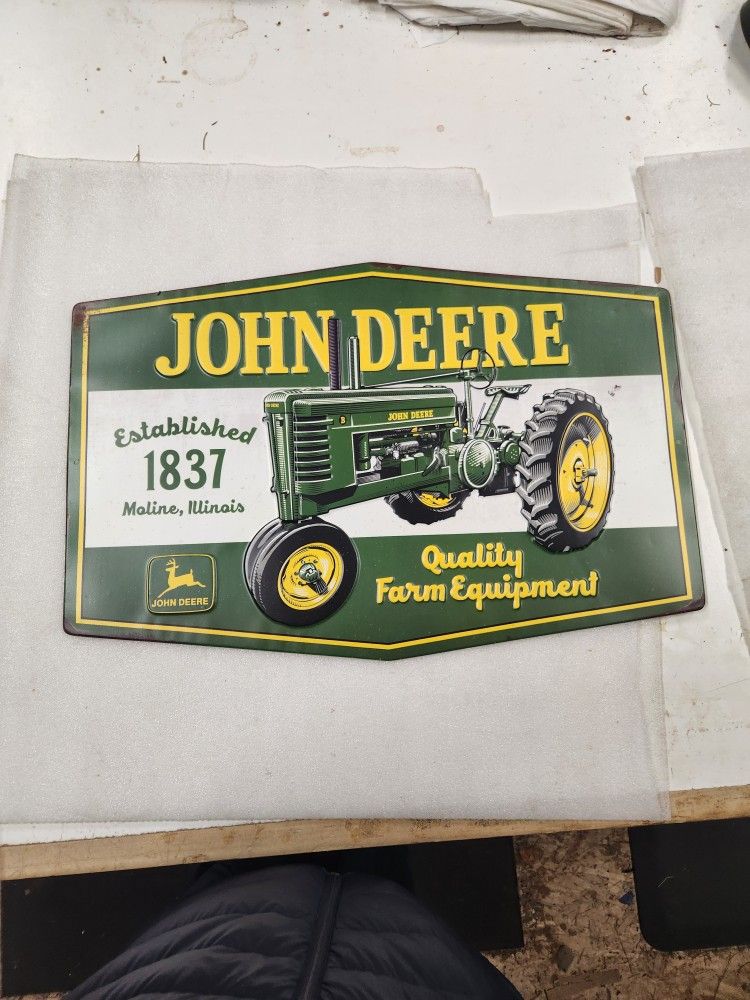 JOHN DEERE
JOHN DEERE
B
Established
1837
Moline, Illinois
Quality
Farm Equipment
JOHN DEERE